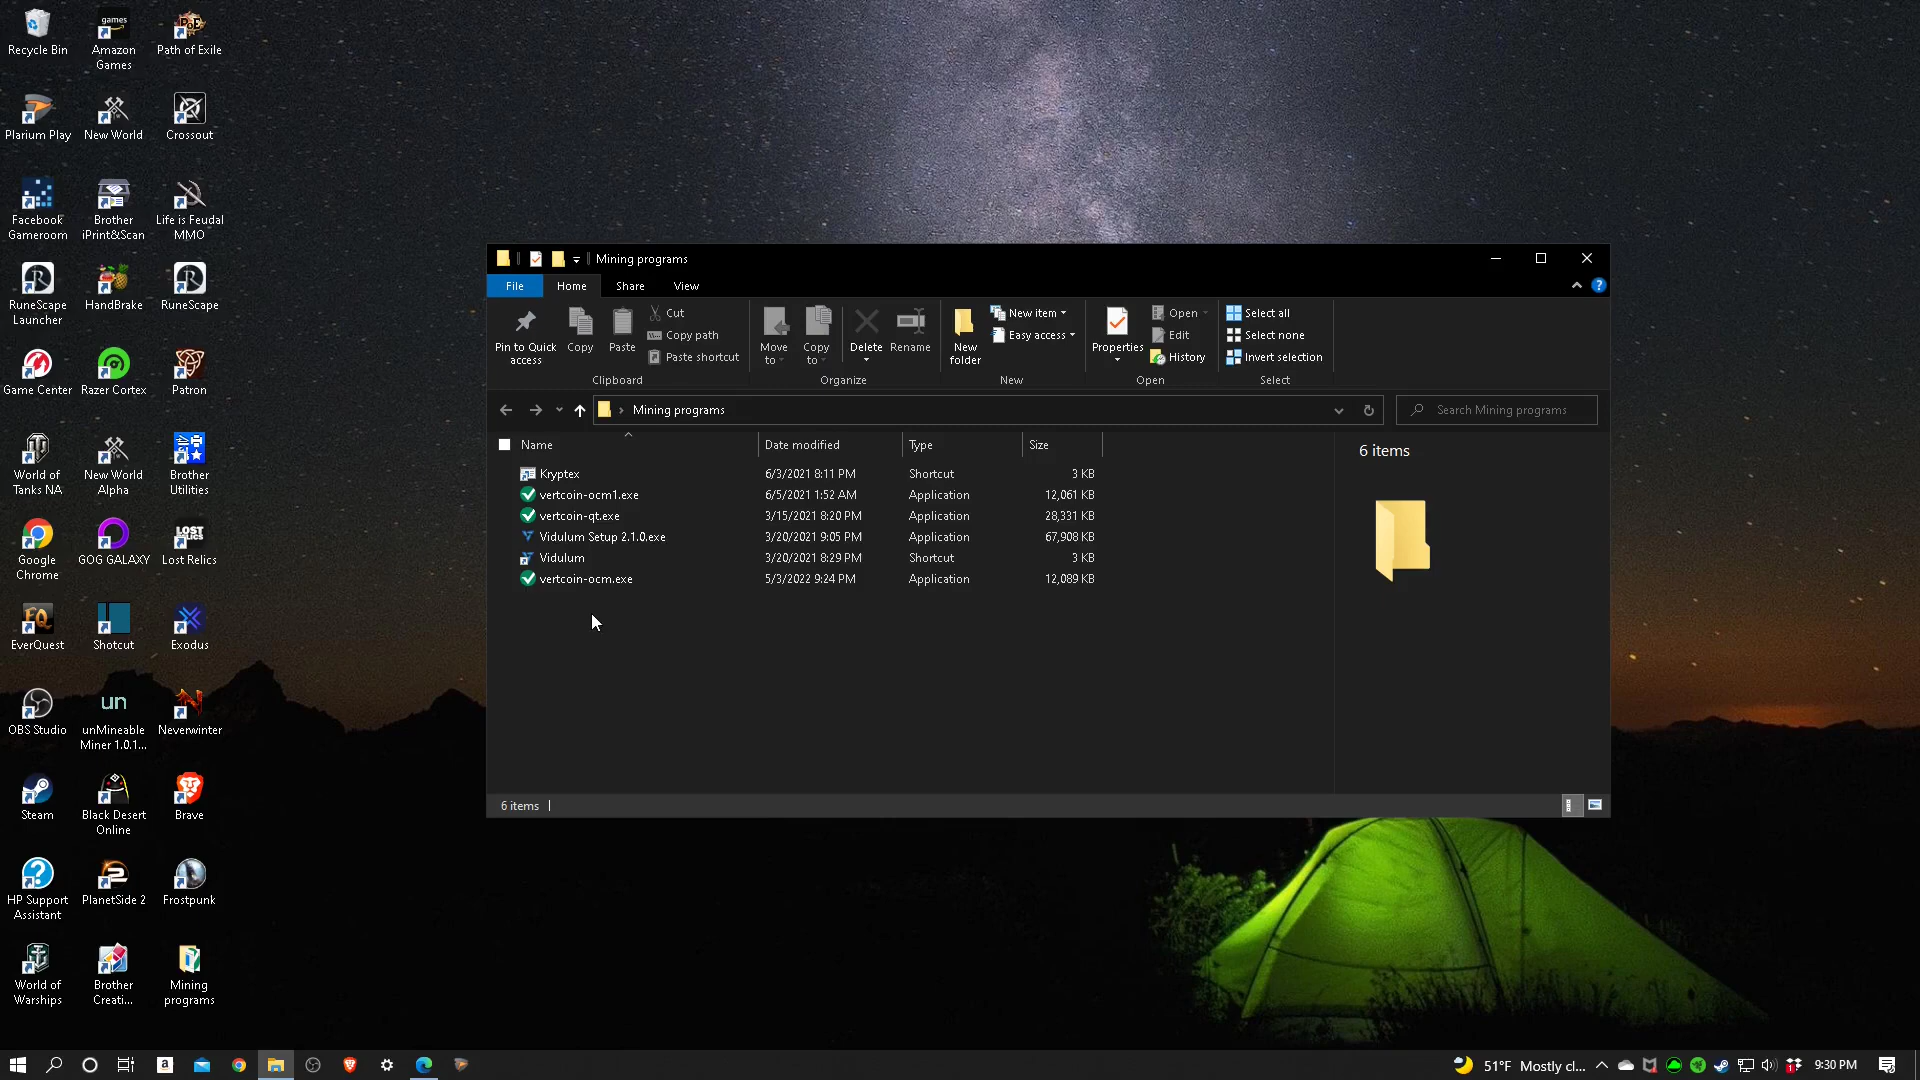 Recycle Bin
Amazon
Games
Path of Exile
Plarium Play
New World
Crossout
Facebook
Gameroom
Brother
iPrint&Scan
Life is Feudal
MMO
RuneScape
Launcher
HandBrake
RuneScape
Game Center
Razer Cortex
Patron
World of
Tanks NA
New World
Alpha
Brother
Utilities
Google
Chrome
GOG GALAXY
Lost Relics
EverQuest
Shotcut
Exodus
OBS Studio
unMineable
Miner 1.0.1...
Neverwinter
Steam
Black Desert
Online
Brave
HP Support
Assistant
PlanetSide 2
Frostpunk
World of
Warships
Brother
Creati...
Mining
programs
Mining programs
File Home Share View
Pin to Quick
access
Copy
Paste
Cut
Copy path
Paste shortcut
Clipboard
Move
to
Copy
to
Delete
Rename
Organize
New
folder
New item
Easy access
New
Properties
Open
Edit
History
Open
Select all
Select none
Invert selection
Select
Mining programs
Search Mining programs
Name Date modified Type Size
Kryptex 6/3/2021 8:11 PM Shortcut 3 KB
vertcoin-ocm1.exe 6/5/2021 1:52 AM Application 12,061 KB
vertcoin-qt.exe 3/15/2021 8:20 PM Application 28,331 KB
Vidulum Setup 2.1.0.exe 3/20/2021 9:05 PM Application 67,908 KB
Vidulum 3/20/2021 8:29 PM Shortcut 3 KB
vertcoin-ocm.exe 5/3/2022 9:24 PM Application 12,089 KB
6 items
6 items
51°F Mostly cl... 9:30 PM